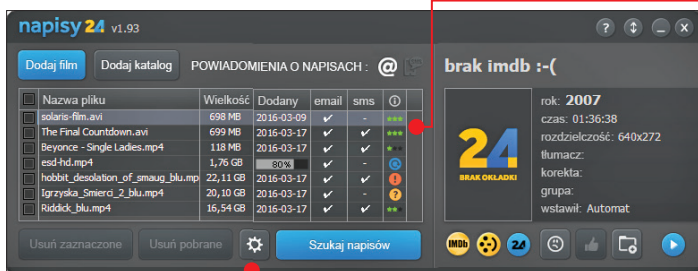 napisy 24 v1.93
?
x
Dodaj film Dodaj katalog POWIADOMIENIA O NAPISACH : @
brak imdb :-(
Nazwa pliku Wielkość Dodany email sms
solaris-film.avi 698 MB 2016-03-09 ✔ - ***
The Final Countdown.avi 699 MB 2016-03-17 ✔ ✔ ***
Beyonce - Single Ladies.mp4 118 MB 2016-03-17 ✔ ✔ ***
esd-hd.mp4 1,76 GB 80% ✔ -
hobbit_desolation_of_smaug_blu.mp 22,11 GB 2016-03-17 ✔ ✔ !
Igrzyska_Smierci_2_blu.mp4 20,10 GB 2016-03-17 ✔ - ?
Riddick_blu.mp4 16,54 GB 2016-03-17 ✔ ✔ ***
24
BRAK OKŁADKI
rok: 2007
czas: 01:36:38
rozdzielczość: 640x272
tłumacz:
korekta:
grupa:
wstawił: Automat
Usuń zaznaczone Usuń pobrane Szukaj napisów
IMDb 24